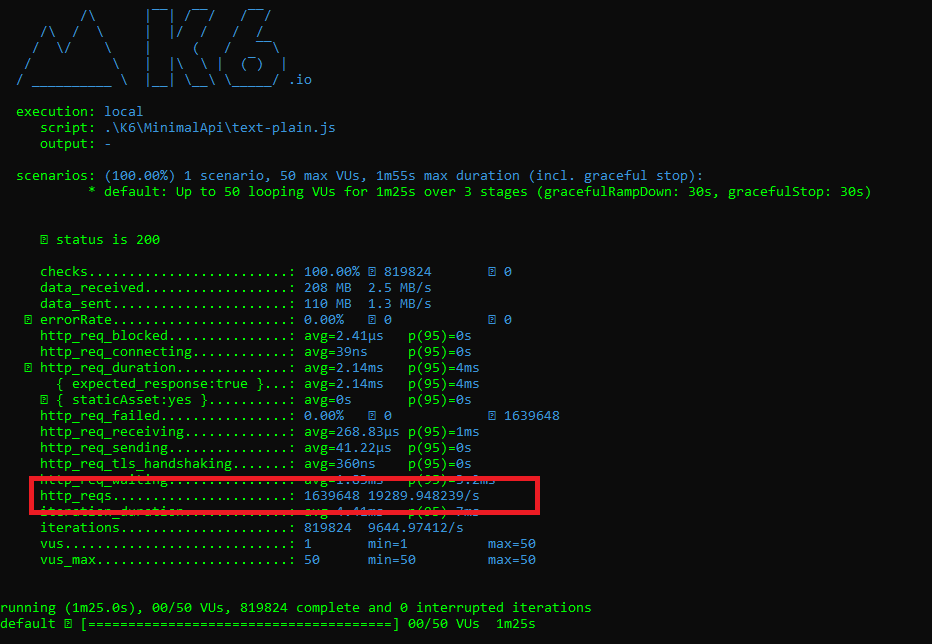 /\      |‾‾| /‾‾/   /‾‾/
/\  /  \     |  |/  /   /  /
/  \/    \    |     (   /   ‾‾\
/          \   |  |\  \ |  (‾)  |
/ __________ \  |__| \__\ \_____/ .io
execution: local
script: .\K6\MinimalApi\text-plain.js
output: -
scenarios: (100.00%) 1 scenario, 50 max VUs, 1m55s max duration (incl. graceful stop):
* default: Up to 50 looping VUs for 1m25s over 3 stages (gracefulRampDown: 30s, gracefulStop: 30s)
status is 200
checks.........................: 100.00% 819824 0
data_received..................: 208 MB 2.5 MB/s
data_sent......................: 110 MB 1.3 MB/s
errorRate......................: 0.00% 0 0
http_req_blocked...............: avg=2.41µs p(95)=0s
http_req_connecting............: avg=39ns p(95)=0s
http_req_duration..............: avg=2.14ms p(95)=4ms
{ expected_response:true }...: avg=2.14ms p(95)=4ms
{ staticAsset:yes }..........: avg=0s p(95)=0s
http_req_failed................: 0.00% 0 1639648
http_req_receiving.............: avg=268.83µs p(95)=1ms
http_req_sending...............: avg=41.22µs p(95)=0s
http_req_tls_handshaking.......: avg=360ns p(95)=0s
http_req_waiting...............: avg=1.83ms p(95)=3.2ms
http_reqs......................: 1639648 19289.948239/s
iteration_duration.............: avg=4.41ms p(95)=7ms
iterations.....................: 819824 9644.97412/s
vus............................: 1 min=1 max=50
vus_max........................: 50 min=50 max=50
running (1m25.0s), 00/50 VUs, 819824 complete and 0 interrupted iterations
default [======================================] 00/50 VUs 1m25s